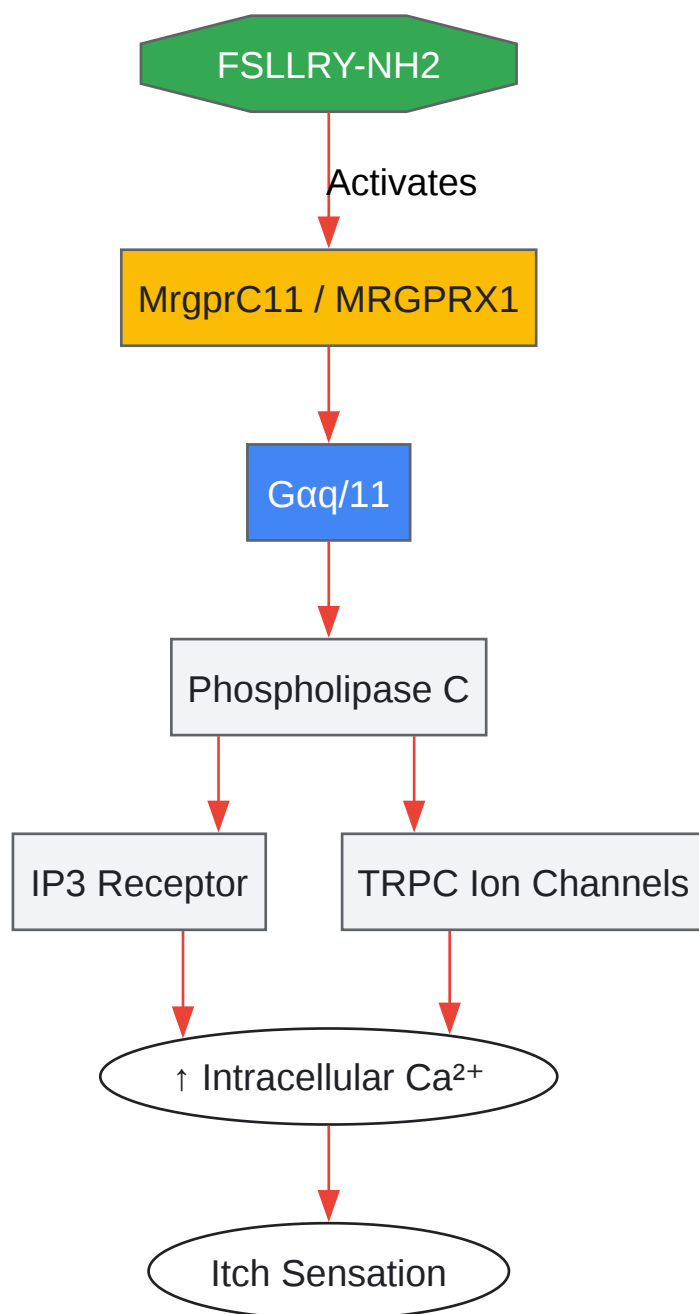 FSLLRY-NH2
Activates
MrgprC11 / MRGPRX1
Gαq/11
Phospholipase C
IP3 Receptor
TRPC Ion Channels
↑ Intracellular Ca²⁺
Itch Sensation